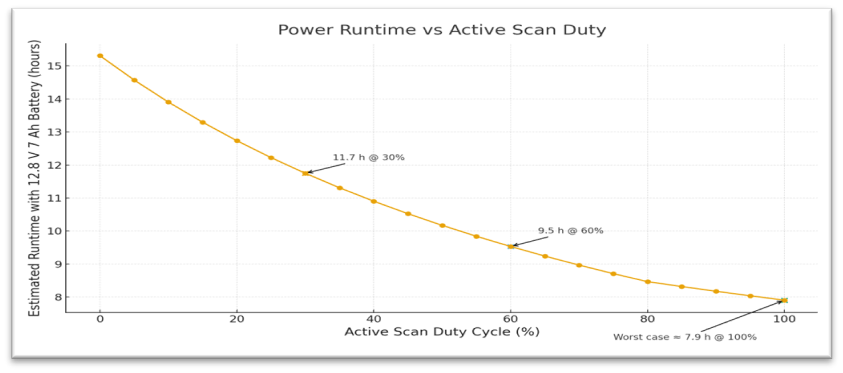 Power Runtime vs Active Scan Duty
Estimated Runtime with 12.8 V 7 Ah Battery (hours)
15
14
13
12
11
10
9
8
11.7 h @ 30%
9.5 h @ 60%
0
20
40
60
80
100
Active Scan Duty Cycle (%)
Worst case ≈ 7.9 h @ 100%